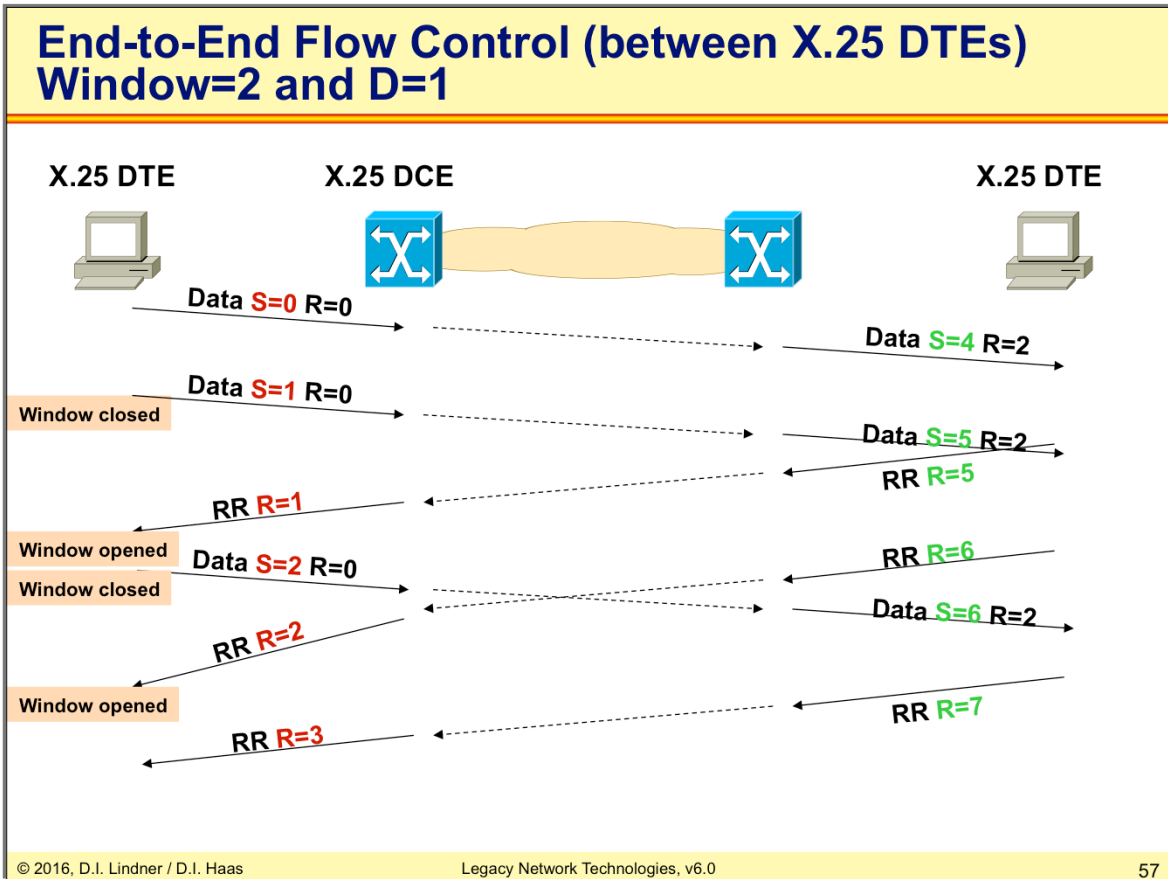 End-to-End Flow Control (between X.25 DTEs)
Window=2 and D=1
X.25 DTE
X.25 DCE
X.25 DTE
Data S=0 R=0
Data S=4 R=2
Data S=1 R=0
Window closed
Data S=5 R=2
RR R=5
RR R=1
Window opened
Data S=2 R=0
RR R=6
Window closed
Data S=6 R=2
RR R=2
Window opened
RR R=7
RR R=3
© 2016, D.I. Lindner / D.I. Haas
Legacy Network Technologies, v6.0
57